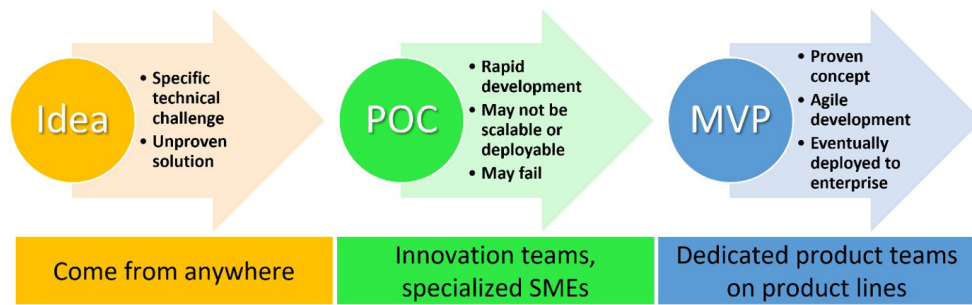 Idea
• Specific
technical
challenge
• Unproven
solution
POC
• Rapid
development
• May not be
scalable or
deployable
• May fail
MVP
• Proven
concept
• Agile
development
• Eventually
deployed to
enterprise
Come from anywhere
Innovation teams,
specialized SMEs
Dedicated product teams
on product lines